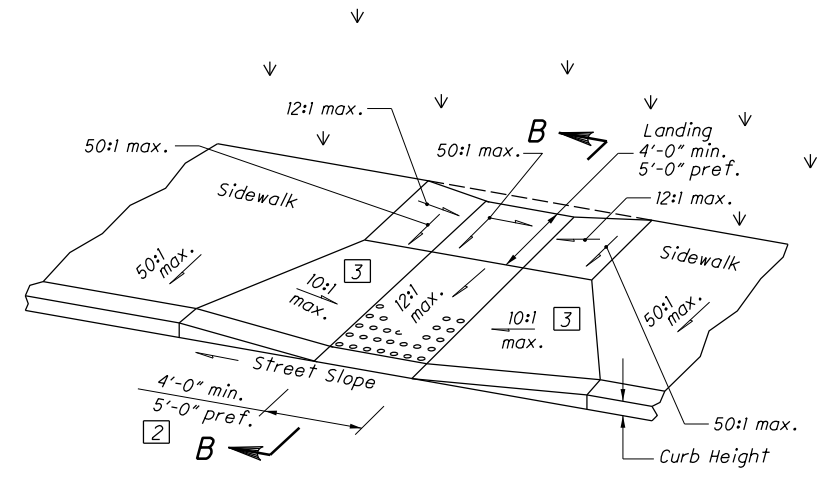 12:1 max.
50:1 max.
50:1 max.
B
Landing
4'-0" min.
5'-0" pref.
12:1 max.
Sidewalk
Sidewalk
50:1
max.
10:1
max.
3
12:1
max.
10:1
max.
3
50:1
max.
Street Slope
4'-0" min.
5'-0" pref.
2
B
50:1 max.
Curb Height